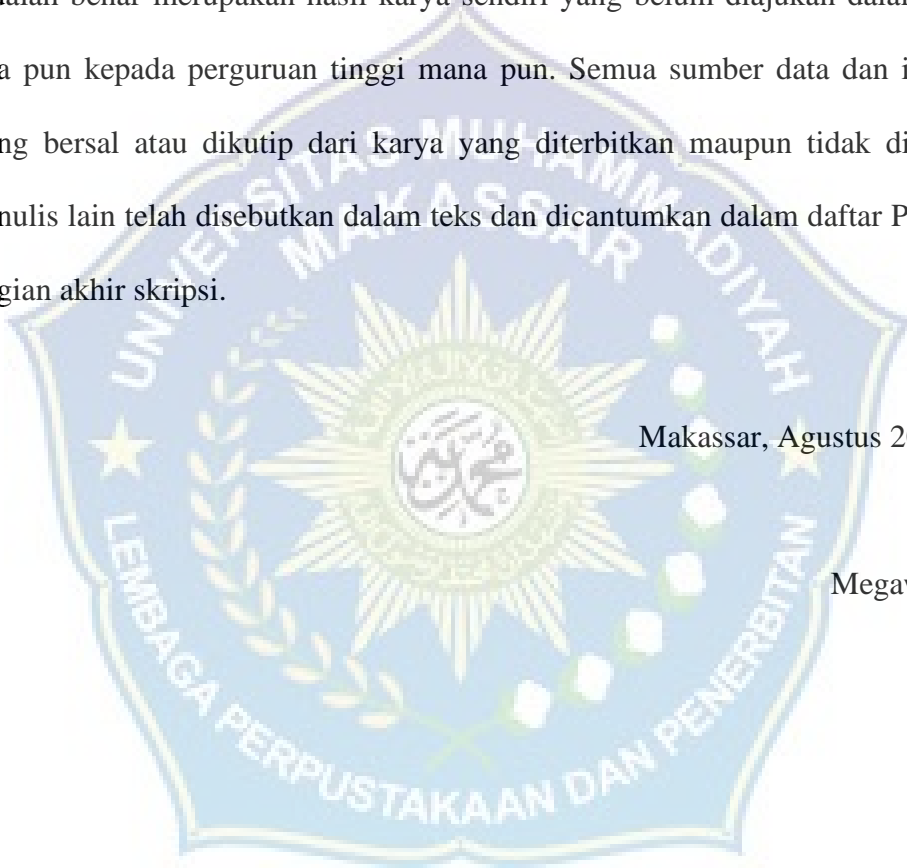 adalah benar merupakan hasil karya sendiri yang belum diajukan dalam
a pun kepada perguruan tinggi mana pun. Semua sumber data dan i
ng bersal atau dikutip dari karya yang diterbitkan maupun tidak di
nulis lain telah disebutkan dalam teks dan dicantumkan dalam daftar P
gian akhir skripsi.
UNIVERSITAS MUHAMMADIYAH
MAKASSAR
Makassar, Agustus 20
Megaw
LEMBAGA PERPUSTAKAAN DAN PENERBITAN